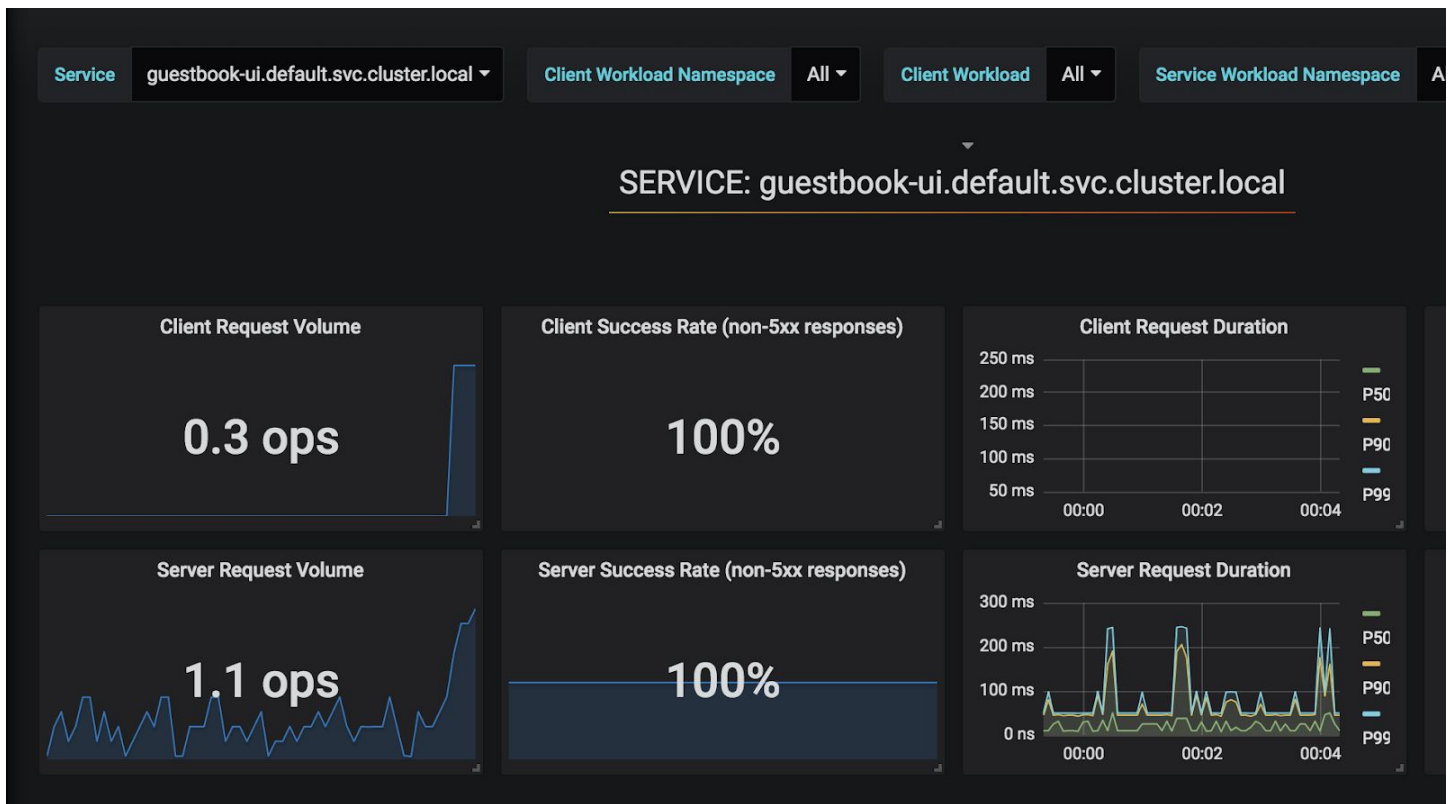 Service guestbook-ui.default.svc.cluster.local Client Workload Namespace All Client Workload All Service Workload Namespace
SERVICE: guestbook-ui.default.svc.cluster.local
Client Request Volume
0.3 ops
Client Success Rate (non-5xx responses)
100%
Client Request Duration
250 ms
200 ms
150 ms
100 ms
50 ms
00:00 00:02 00:04
P50
P90
P99
Server Request Volume
1.1 ops
Server Success Rate (non-5xx responses)
100%
Server Request Duration
300 ms
200 ms
100 ms
0 ns
00:00 00:02 00:04
P50
P90
P99